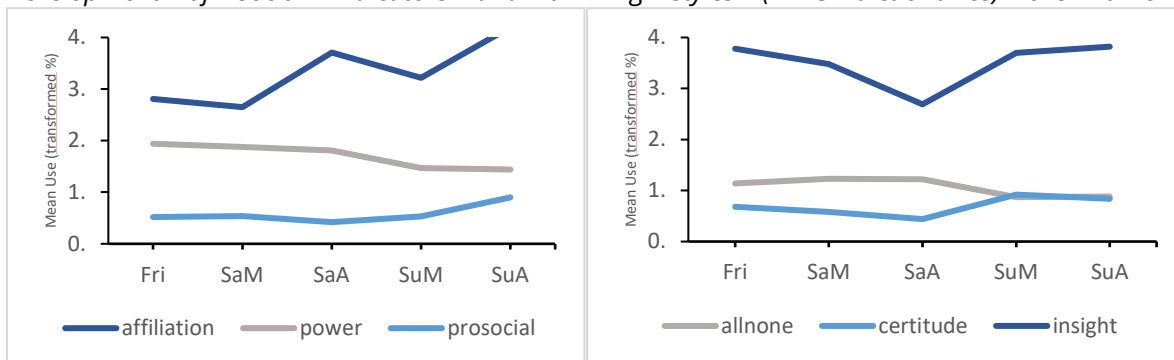 4.
3.
2.
1.
0.
Mean Use (transformed %)
Fri SaM SaA SuM SuA
affiliation power prosocial
4.
3.
2.
1.
0.
Mean Use (transformed %)
Fri SaM SaA SuM SuA
allnone certitude insight